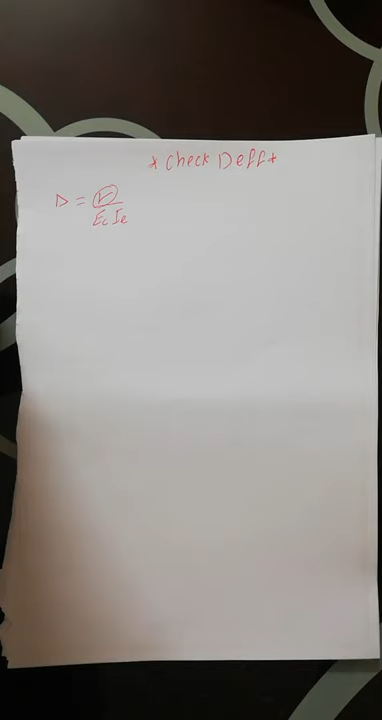 * Check Deff *
Δ = ✓
Ec Ie